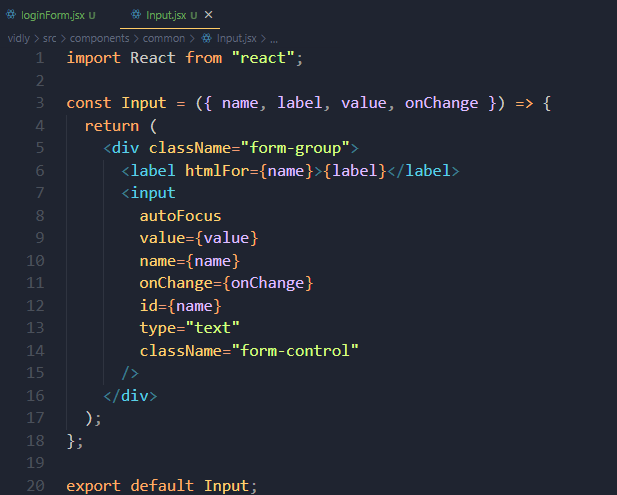 loginForm.jsx U Input.jsx U ×
vidly > src > components > common > Input.jsx > ...
1 import React from "react";
2
3 const Input = ({ name, label, value, onChange }) => {
4 return (
5 <div className="form-group">
6 <label htmlFor={name}>{label}</label>
7 <input
8 autoFocus
9 value={value}
10 name={name}
11 onChange={onChange}
12 id={name}
13 type="text"
14 className="form-control"
15 />
16 </div>
17 );
18 };
19
20 export default Input;